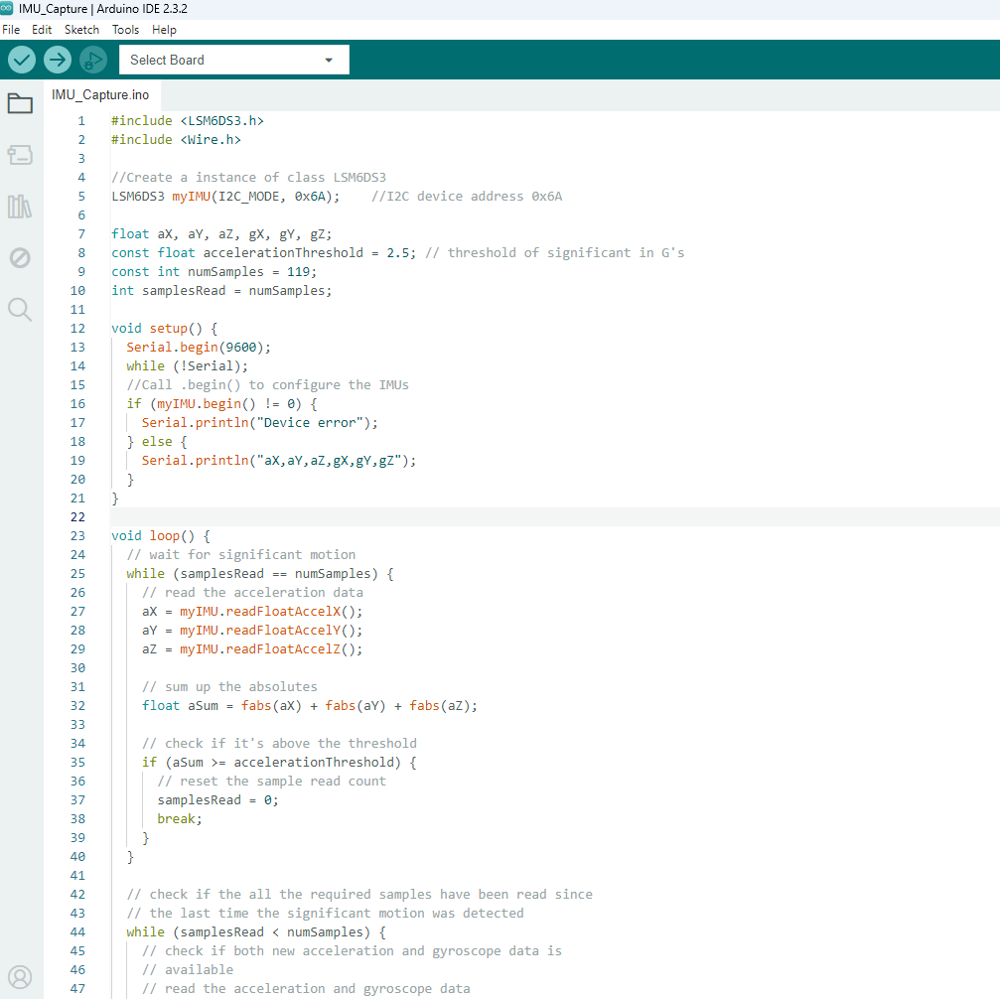 IMU_Capture | Arduino IDE 2.3.2
File Edit Sketch Tools Help
Select Board
IMU_Capture.ino
1 #include <LSM6DS3.h>
2 #include <Wire.h>
3
4 //Create a instance of class LSM6DS3
5 LSM6DS3 myIMU(I2C_MODE, 0x6A);    //I2C device address 0x6A
6
7 float aX, aY, aZ, gX, gY, gZ;
8 const float accelerationThreshold = 2.5; // threshold of significant in G's
9 const int numSamples = 119;
10 int samplesRead = numSamples;
11
12 void setup() {
13   Serial.begin(9600);
14   while (!Serial);
15   //Call .begin() to configure the IMUs
16   if (myIMU.begin() != 0) {
17     Serial.println("Device error");
18   } else {
19     Serial.println("aX,aY,aZ,gX,gY,gZ");
20   }
21 }
22
23 void loop() {
24   // wait for significant motion
25   while (samplesRead == numSamples) {
26     // read the acceleration data
27     aX = myIMU.readFloatAccelX();
28     aY = myIMU.readFloatAccelY();
29     aZ = myIMU.readFloatAccelZ();
30
31     // sum up the absolutes
32     float aSum = fabs(aX) + fabs(aY) + fabs(aZ);
33
34     // check if it's above the threshold
35     if (aSum >= accelerationThreshold) {
36       // reset the sample read count
37       samplesRead = 0;
38       break;
39     }
40   }
41
42   // check if the all the required samples have been read since
43   // the last time the significant motion was detected
44   while (samplesRead < numSamples) {
45     // check if both new acceleration and gyroscope data is
46     // available
47     // read the acceleration and gyroscope data